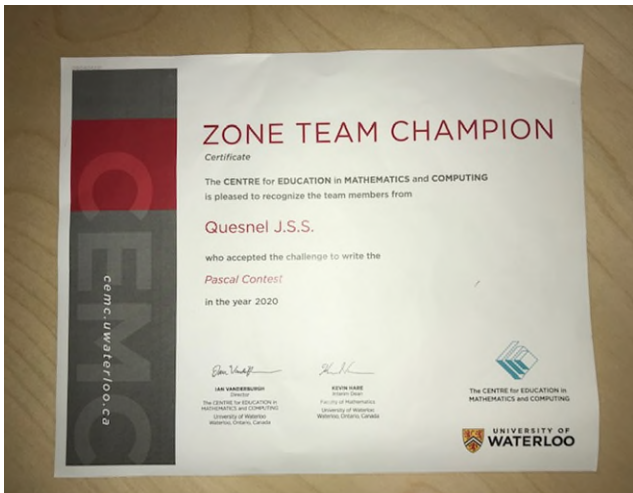 ZONE TEAM CHAMPION
Certificate
The CENTRE for EDUCATION in MATHEMATICS and COMPUTING
is pleased to recognize the team members from
Quesnel J.S.S.
who accepted the challenge to write the
Pascal Contest
in the year 2020
CEMC
cemc.uwaterloo.ca
IAN VANDERBURGH
Director
The CENTRE for EDUCATION in
MATHEMATICS and COMPUTING
University of Waterloo
Waterloo, Ontario, Canada
KEVIN HARE
Interim Dean
Faculty of Mathematics
University of Waterloo
Waterloo, Ontario, Canada
The CENTRE for EDUCATION in
MATHEMATICS and COMPUTING
UNIVERSITY OF
WATERLOO